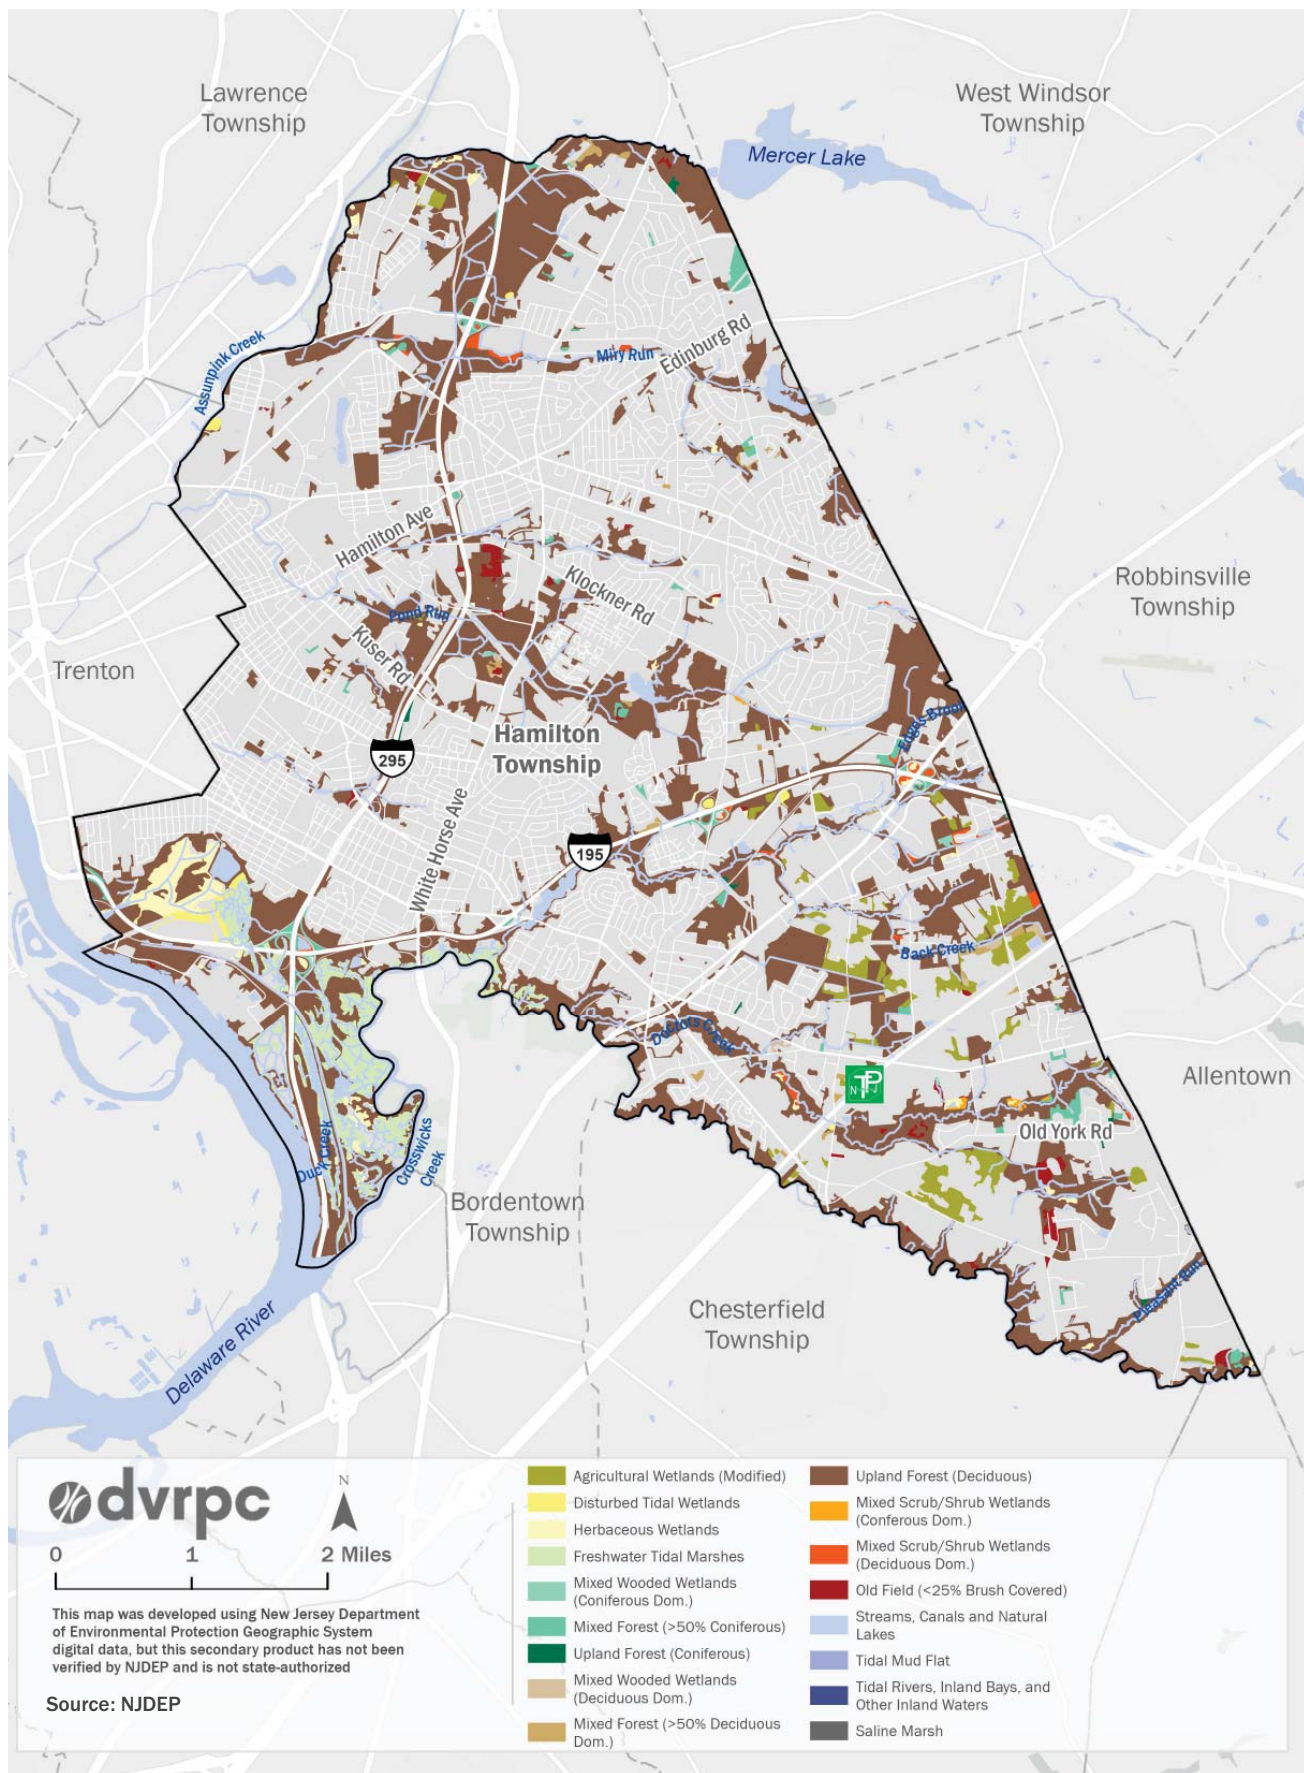 Lawrence
Township
West Windsor
Township
Mercer Lake
Assunpink Creek
Miry Run
Edinburg Rd
Hamilton Ave
Klockner Rd
Robbinsville
Township
Pond Run
Kuser Rd
Trenton
Hamilton
Township
295
White Horse Ave
195
Back Creek
Doctors Creek
NTPJ
Allentown
Old York Rd
Duck Creek
Crosswicks
Creek
Bordentown
Township
Pleasant Run
Chesterfield
Township
Delaware River
dvrpc
N
0 1 2 Miles
This map was developed using New Jersey Department
of Environmental Protection Geographic System
digital data, but this secondary product has not been
verified by NJDEP and is not state-authorized
Source: NJDEP
Agricultural Wetlands (Modified)
Disturbed Tidal Wetlands
Herbaceous Wetlands
Freshwater Tidal Marshes
Mixed Wooded Wetlands
(Coniferous Dom.)
Mixed Forest (>50% Coniferous)
Upland Forest (Coniferous)
Mixed Wooded Wetlands
(Deciduous Dom.)
Mixed Forest (>50% Deciduous
Dom.)
Upland Forest (Deciduous)
Mixed Scrub/Shrub Wetlands
(Conferous Dom.)
Mixed Scrub/Shrub Wetlands
(Deciduous Dom.)
Old Field (<25% Brush Covered)
Streams, Canals and Natural
Lakes
Tidal Mud Flat
Tidal Rivers, Inland Bays, and
Other Inland Waters
Saline Marsh